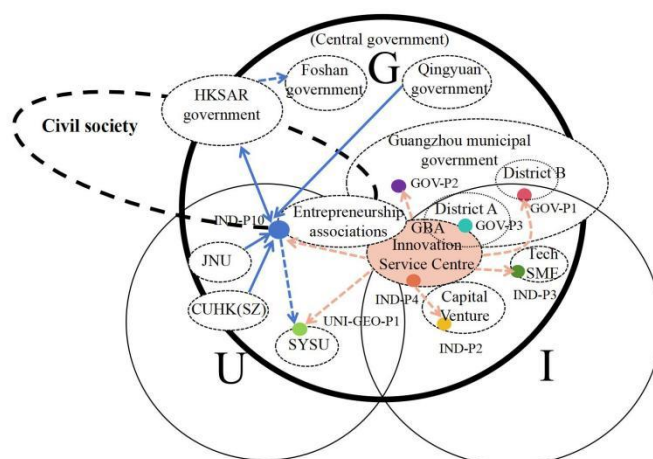 (Central government)
G
Foshan
government
Qingyuan
government
HKSAR
government
Civil society
Guangzhou municipal
government
District B
GOV-P2
GOV-P1
IND-P10
Entrepreneurship
associations
District A
GOV-P3
GBA
Innovation
Service Centre
JNU
Tech
SME
CUHK(SZ)
IND-P4
IND-P3
Capital
Venture
UNI-GEO-P1
SYSU
IND-P2
U
I